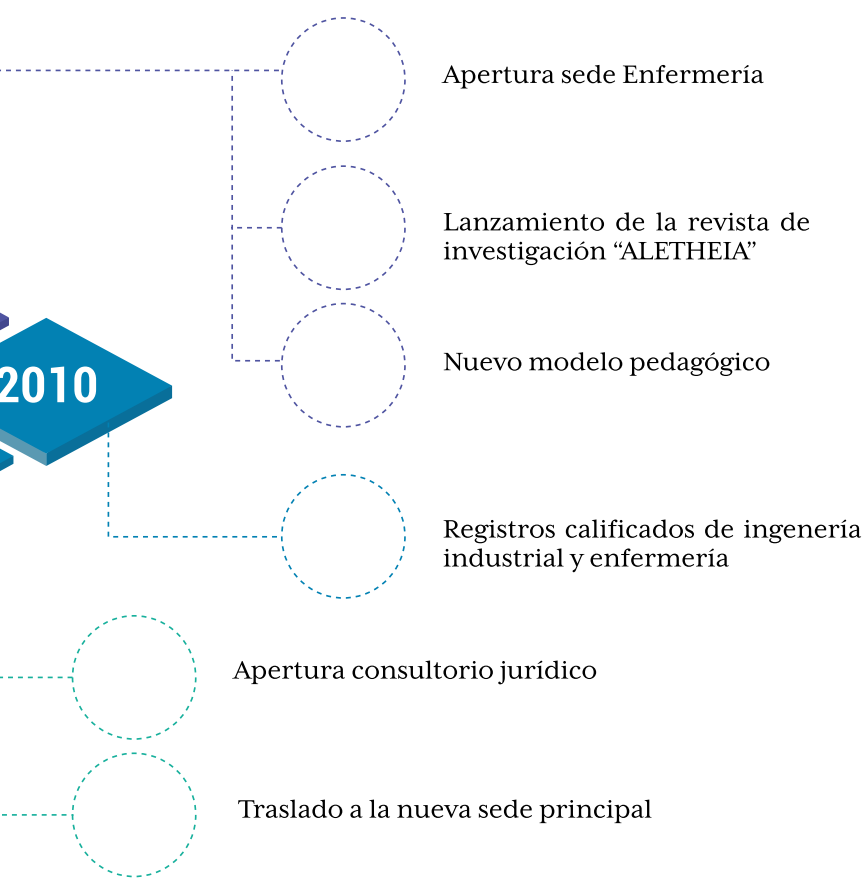 Apertura sede Enfermería
Lanzamiento de la revista de
investigación “ALETHEIA”
Nuevo modelo pedagógico
2010
Registros calificados de ingenería
industrial y enfermería
Apertura consultorio jurídico
Traslado a la nueva sede principal